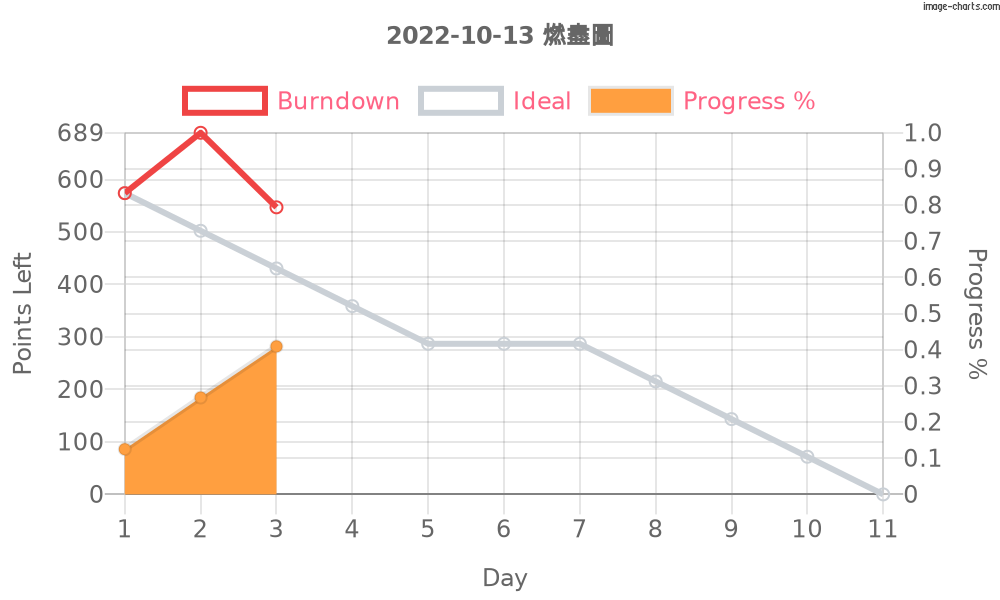 image-charts.com
2022-10-13 燃盡圖
Burndown Ideal Progress %
689 1.0
0.9
600
0.8
500
0.7
400 0.6
0.5
300
0.4
200 0.3
0.2
100
0.1
0 0
Points Left
Progress %
1 2 3 4 5 6 7 8 9 10 11
Day